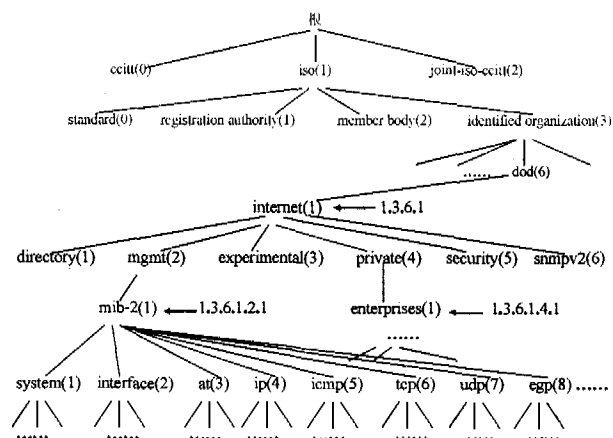 根
ccitt(0) iso(1) joint-iso-ccitt(2)
standard(0) registration authority(1) member body(2) identified organization(3)
...... dod(6)
internet(1) 1.3.6.1
directory(1) mgmt(2) experimental(3) private(4) security(5) snmpv2(6)
mib-2(1) 1.3.6.1.2.1 enterprises(1) 1.3.6.1.4.1
......
system(1) interface(2) at(3) ip(4) icmp(5) tcp(6) udp(7) egp(8) ......
...... ...... ...... ...... ...... ...... ...... ......